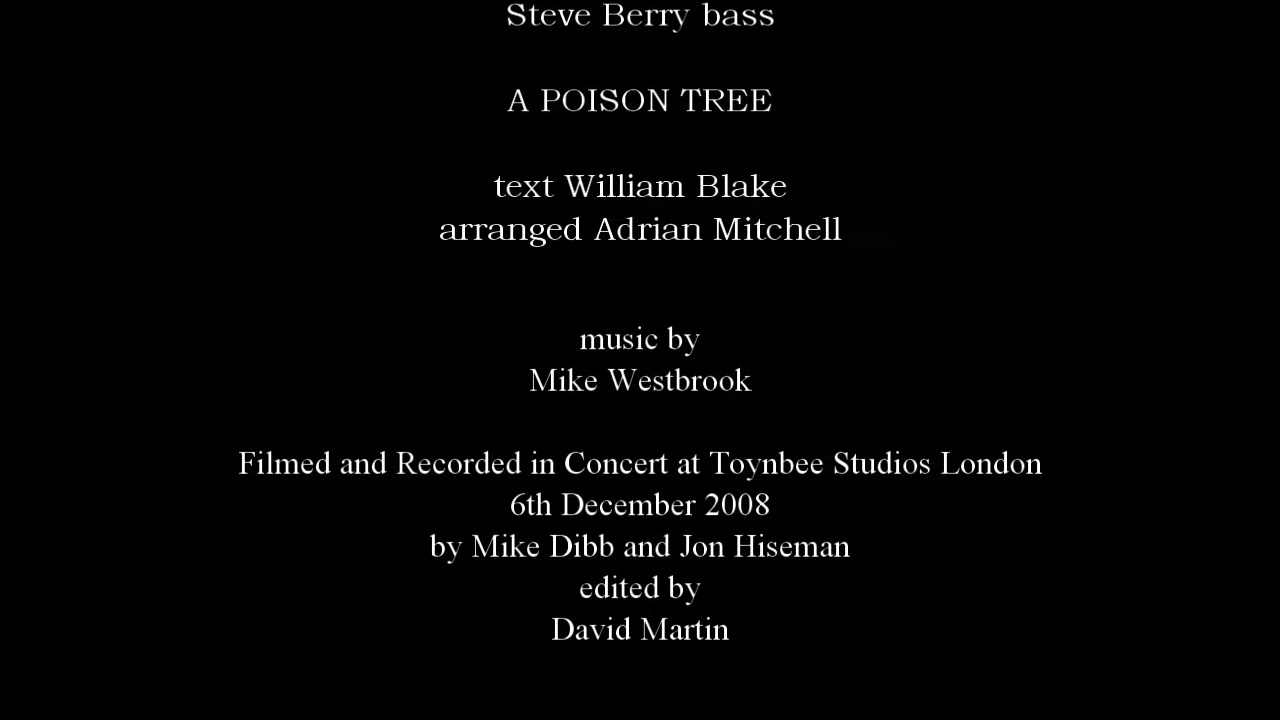 Steve Berry bass
A POISON TREE
text William Blake
arranged Adrian Mitchell
music by
Mike Westbrook
Filmed and Recorded in Concert at Toynbee Studios London
6th December 2008
by Mike Dibb and Jon Hiseman
edited by
David Martin